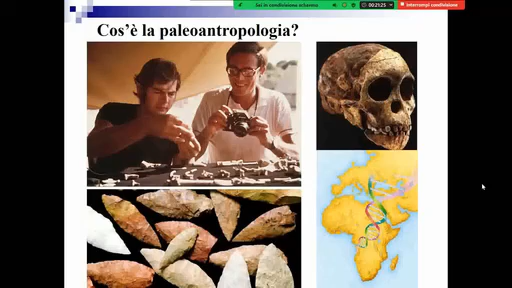 Sei in condivisione schermo
00:21:25
Interrompi condivisione
Cos'è la paleoantropologia?